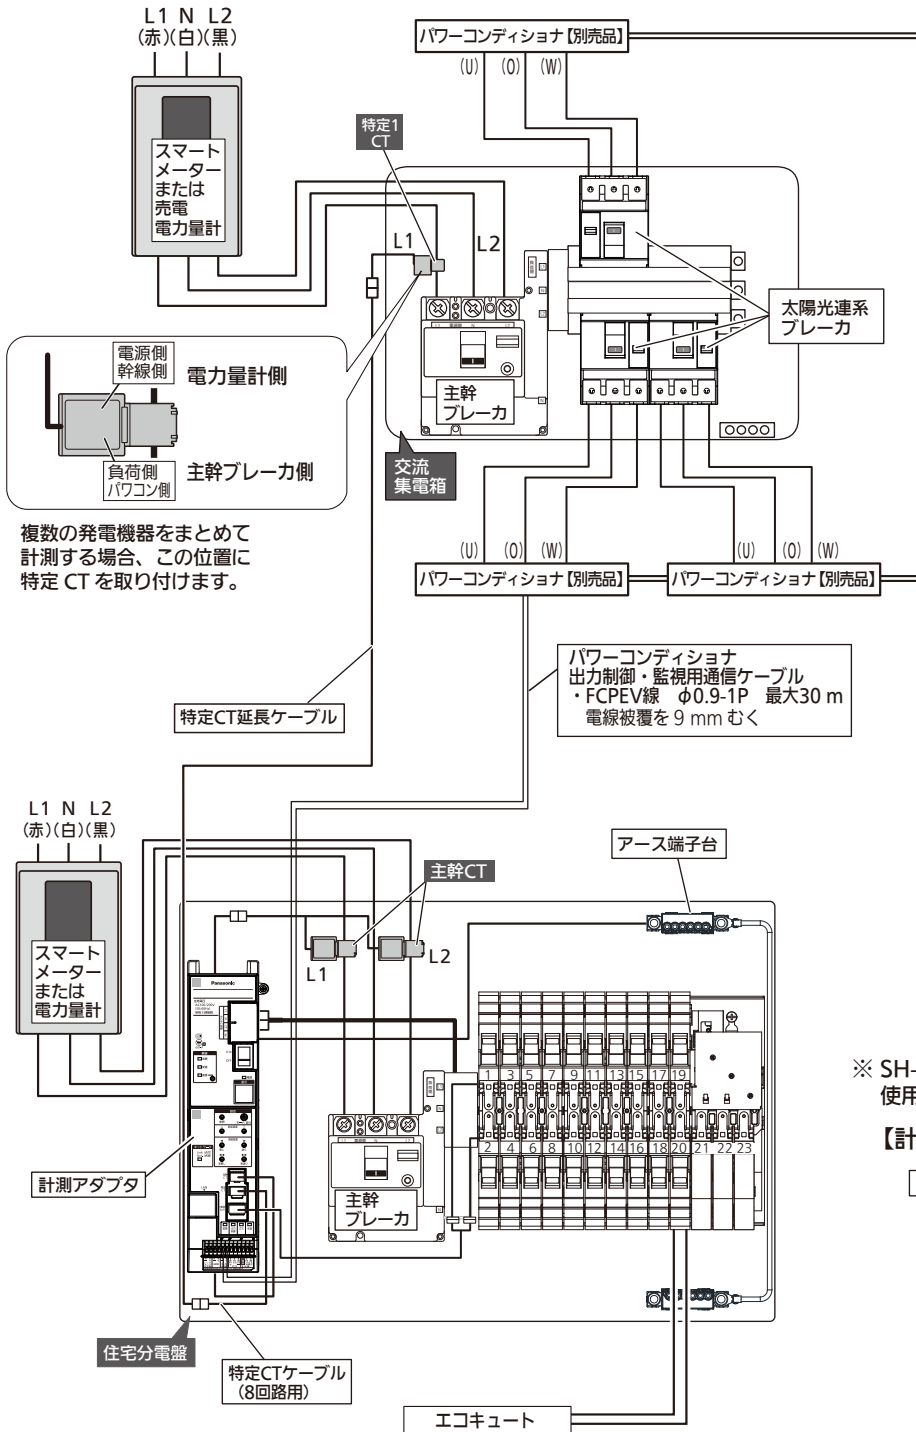 L1 N L2
(赤)(白)(黒)
スマート
メーター
または
売電
電力量計
パワーコンディショナ【別売品】
(U) (O) (W)
特定1
CT
L1
L2
太陽光連系
ブレーカ
主幹
ブレーカ
交流
集電箱
電源側
幹線側
電力量計側
負荷側
パワコン側
主幹ブレーカ側
複数の発電機器をまとめて
計測する場合、この位置に
特定 CT を取り付けます。
(U) (O) (W)
(U) (O) (W)
パワーコンディショナ【別売品】
パワーコンディショナ【別売品】
パワーコンディショナ
出力制御・監視用通信ケーブル
・FCPEV線 φ0.9-1P 最大30 m
電線被覆を 9 mm むく
特定CT延長ケーブル
L1 N L2
(赤)(白)(黒)
スマート
メーター
または
電力量計
主幹CT
アース端子台
L1
L2
Panasonic
1 3 5 7 9 11 13 15 17 19
2 4 6 8 10 12 14 16 18 20 21 22 23
主幹
ブレーカ
計測アダプタ
住宅分電盤
特定CTケーブル
(8回路用)
エコキュート
※ SH-
使用
【計